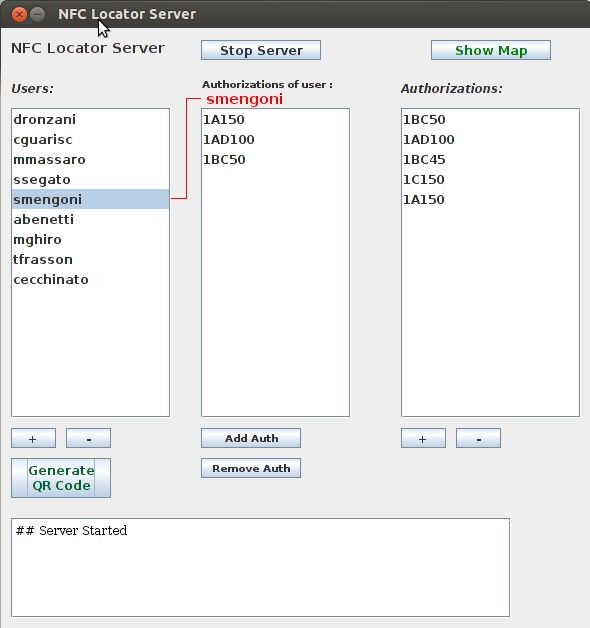 NFC Locator Server
NFC Locator Server
Stop Server
Show Map
Users:
Authorizations of user :
smengoni
Authorizations:
dronzani
cguarisc
mmassaro
ssegato
smengoni
abenetti
mghiro
tfrasson
cecchinato
1A150
1AD100
1BC50
1BC50
1AD100
1BC45
1C150
1A150
+
-
Add Auth
+
-
Generate
QR Code
Remove Auth
## Server Started